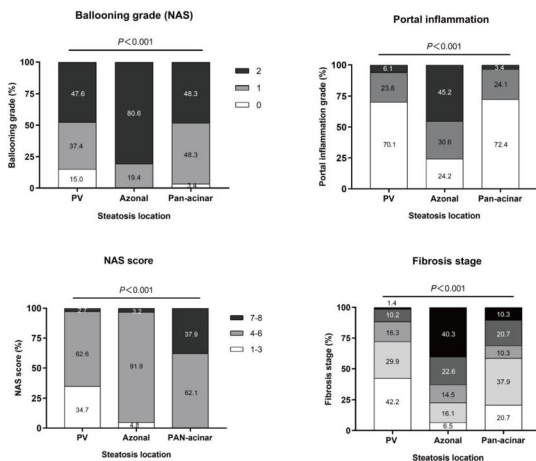 Ballooning grade (NAS)
P＜0.001
Ballooning grade (%)
100
75
50
25
0
47.6
37.4
15.0
80.6
19.4
48.3
48.3
3.4
2
1
0
PV
Azonal
Pan-acinar
Steatosis location
Portal inflammation
P＜0.001
Portal inflammation grade (%)
100
75
50
25
0
6.1
23.8
70.1
45.2
30.6
24.2
3.4
24.1
72.4
PV
Azonal
Pan-acinar
Steatosis location
NAS score
P＜0.001
NAS score (%)
100
75
50
25
0
2.7
62.6
34.7
3.2
91.9
4.8
37.9
62.1
7-8
4-6
1-3
PV
Azonal
PAN-acinar
Steatosis location
Fibrosis stage
P＜0.001
Fibrosis stage (%)
100
75
50
25
0
1.4
10.2
16.3
29.9
42.2
40.3
22.6
14.5
16.1
6.5
10.3
20.7
10.3
37.9
20.7
PV
Azonal
Pan-acinar
Steatosis location